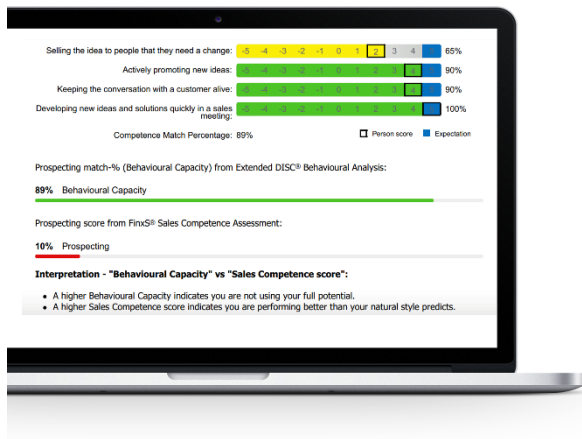 Selling the idea to people that they need a change: -5 -4 -3 -2 -1 0 1 2 3 4 65%
Actively promoting new ideas: -5 -4 -3 -2 -1 0 1 2 3 4 90%
Keeping the conversation with a customer alive: -5 -4 -3 -2 -1 0 1 2 3 4 90%
Developing new ideas and solutions quickly in a sales -5 -4 -3 -2 -1 0 1 2 3 4 100%
meeting:
Competence Match Percentage: 89% Person score Expectation
Prospecting match-% (Behavioural Capacity) from Extended DISC® Behavioural Analysis:
89% Behavioural Capacity
Prospecting score from FinxS® Sales Competence Assessment:
10% Prospecting
Interpretation - "Behavioural Capacity" vs "Sales Competence score":
• A higher Behavioural Capacity indicates you are not using your full potential.
• A higher Sales Competence score indicates you are performing better than your natural style predicts.